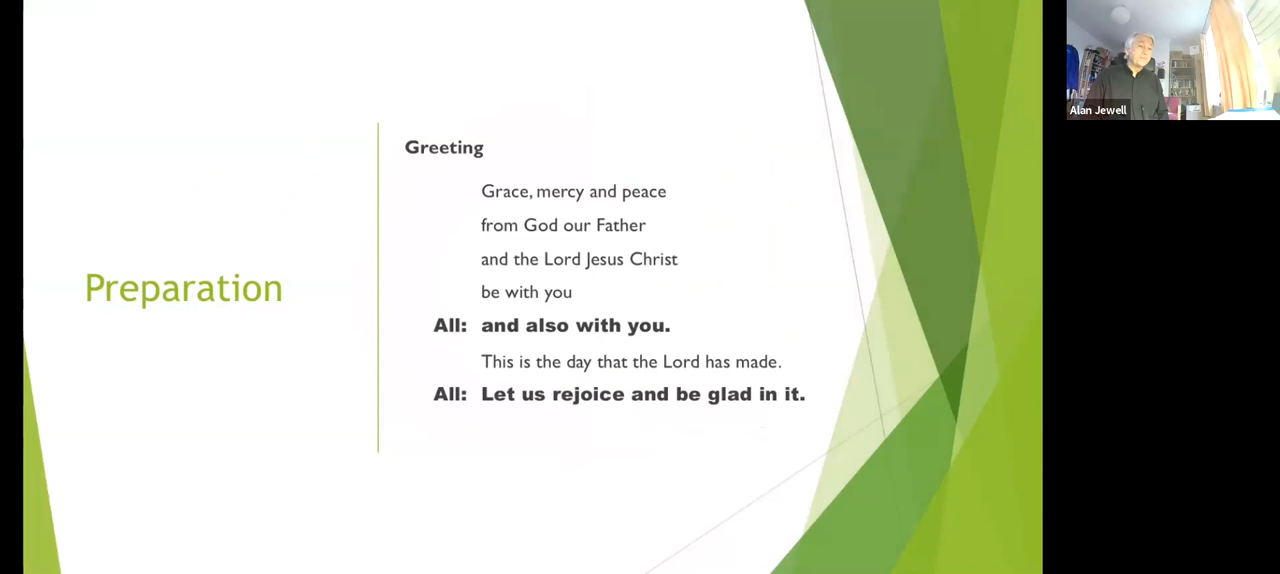 Preparation
Greeting
Grace, mercy and peace
from God our Father
and the Lord Jesus Christ
be with you
All: and also with you.
This is the day that the Lord has made.
All: Let us rejoice and be glad in it.
Alan Jewell